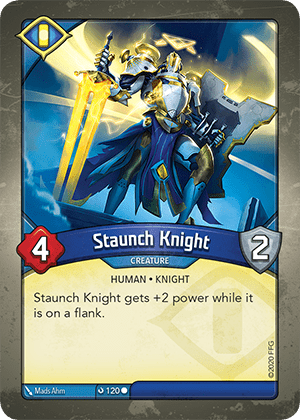 Staunch Knight
CREATURE
4
2
HUMAN • KNIGHT
Staunch Knight gets +2 power while it
is on a flank.
Mads Ahm
120
©2020 FFG